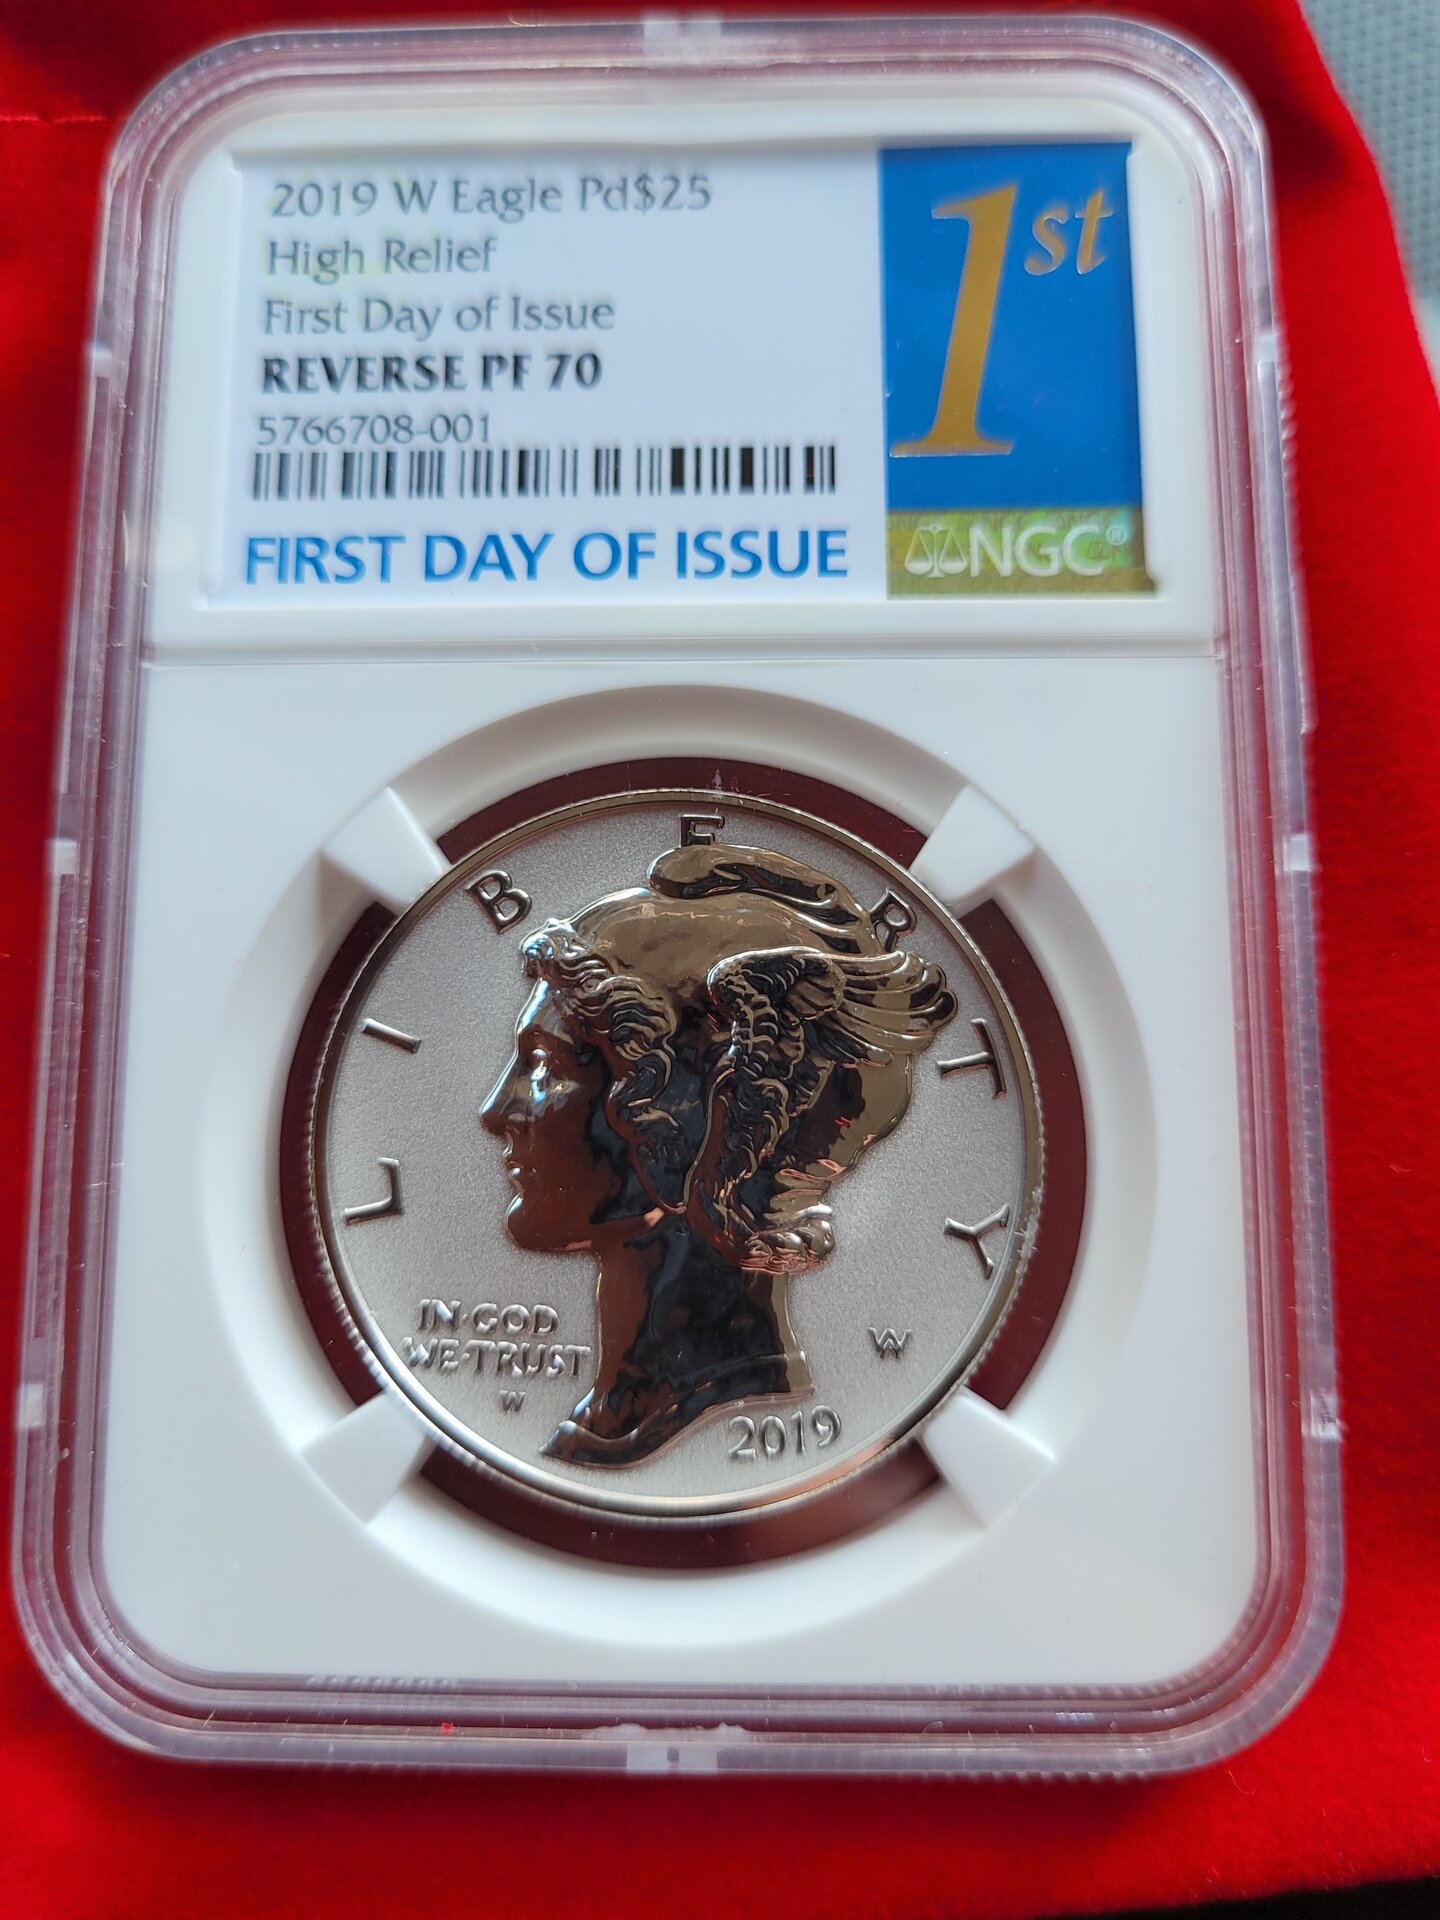 2019 W Eagle Pd$25
High Relief
First Day of Issue
REVERSE PF 70
5766708-001
FIRST DAY OF ISSUE
1st
NGC®
LIBERTY
IN·GOD
WE·TRUST
W
W
2019